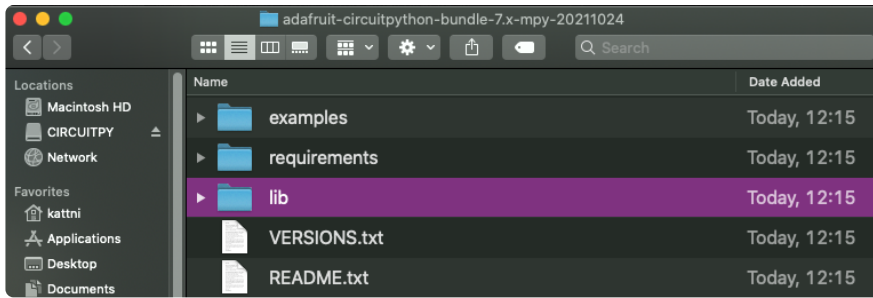 adafruit-circuitpython-bundle-7.x-mpy-20211024
Search
Locations
Macintosh HD
CIRCUITPY
Network
Favorites
kattni
Applications
Desktop
Documents
Name Date Added
examples Today, 12:15
requirements Today, 12:15
lib Today, 12:15
VERSIONS.txt Today, 12:15
README.txt Today, 12:15